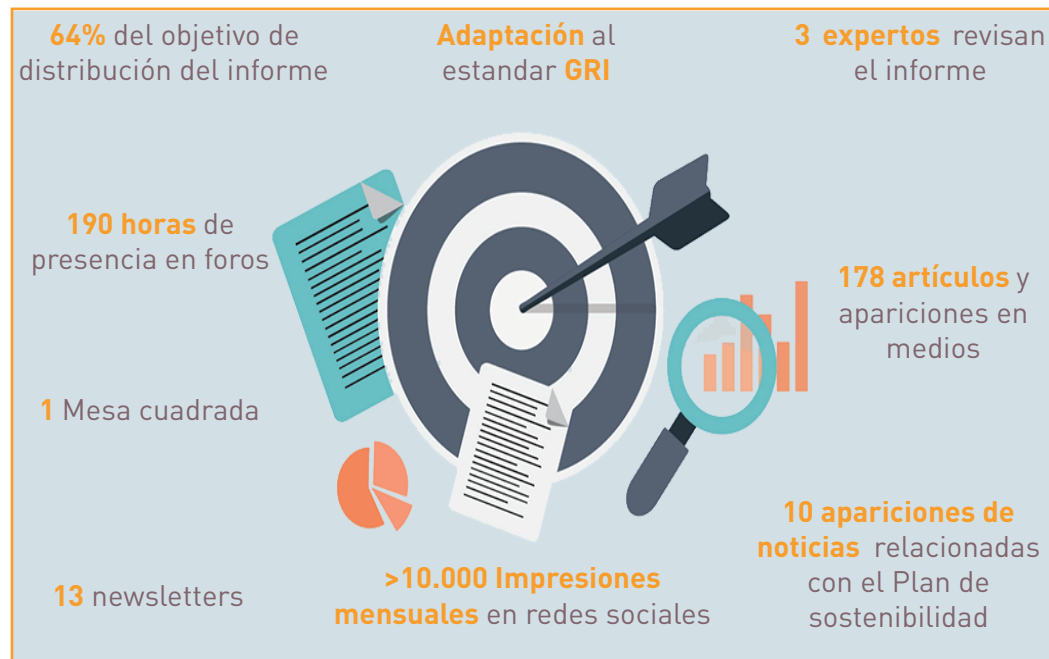 64% del objetivo de
distribución del informe
Adaptación al
estandar GRI
3 expertos revisan
el informe
190 horas de
presencia en foros
178 artículos y
apariciones en
medios
1 Mesa cuadrada
10 apariciones de
noticias relacionadas
con el Plan de
sostenibilidad
13 newsletters
>10.000 Impresiones
mensuales en redes sociales